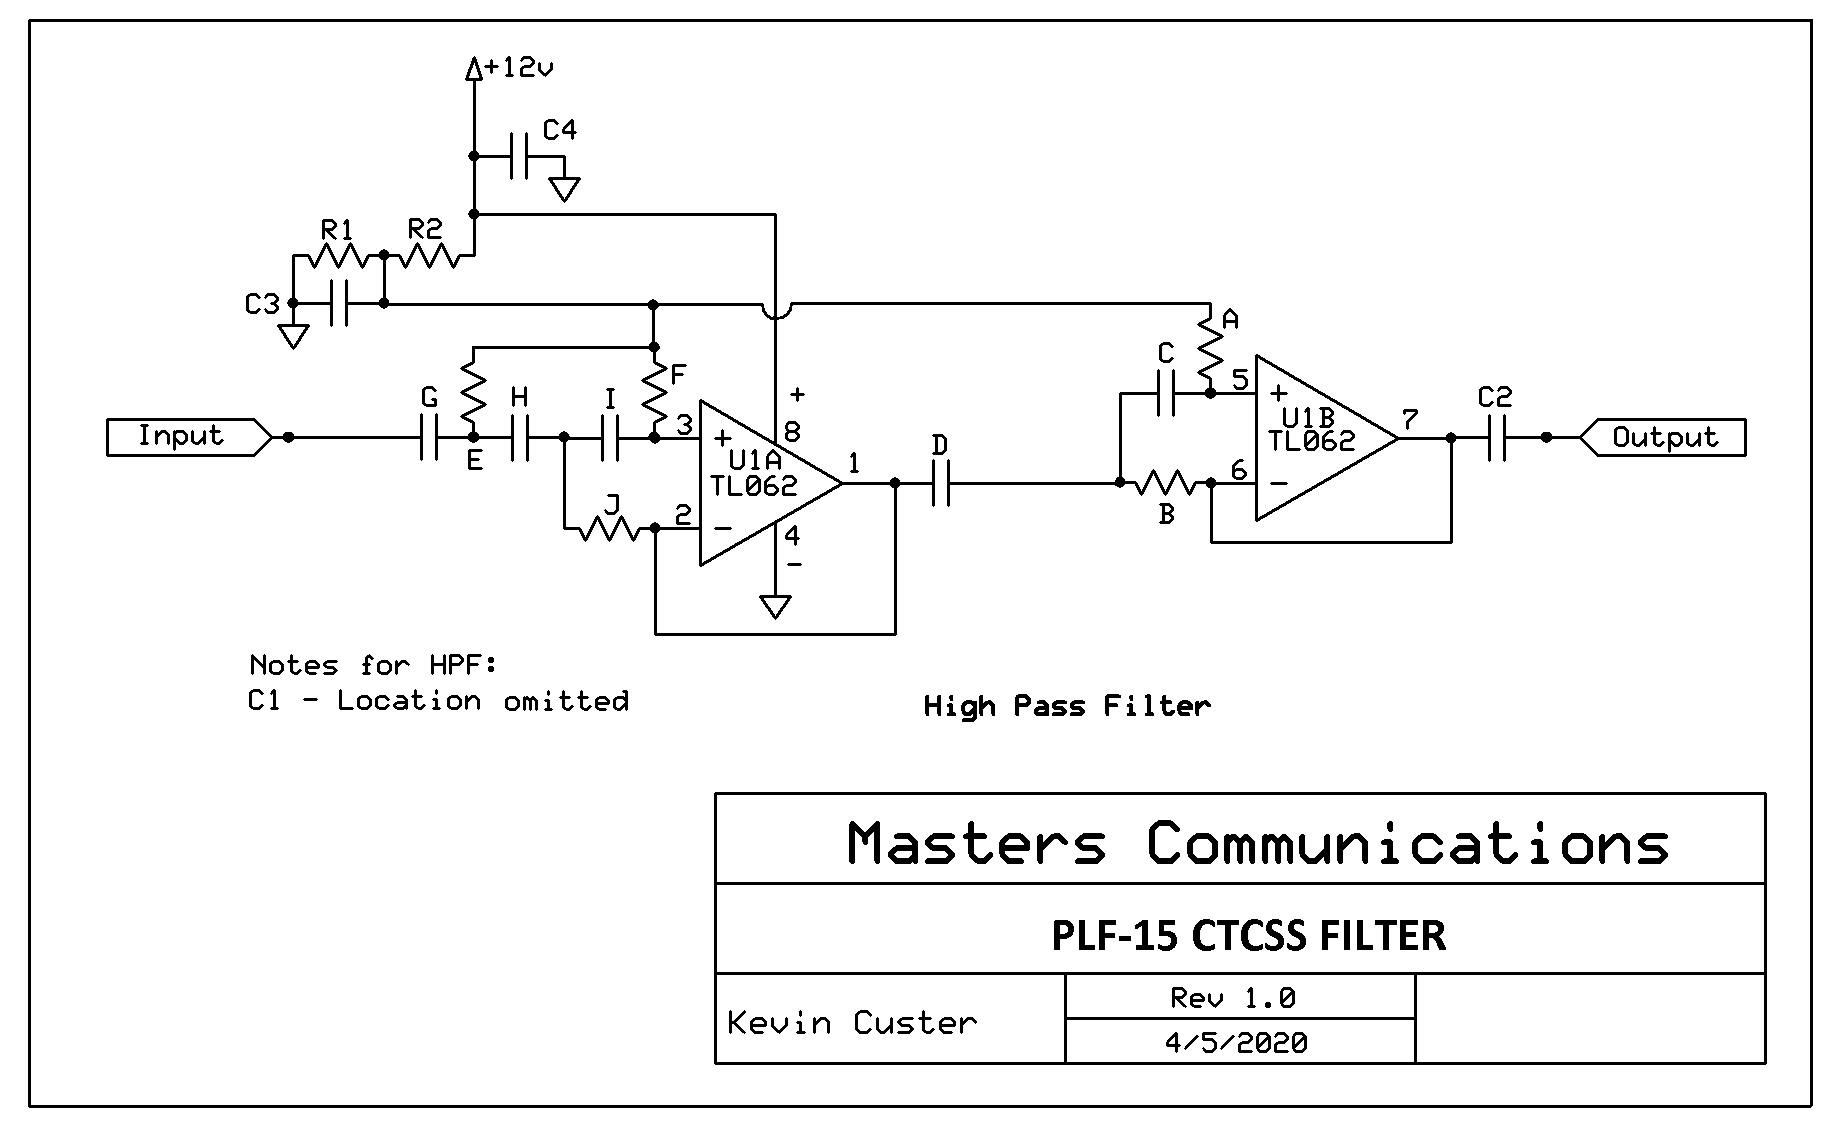 +12v
C4
R1
R2
C3
A
C
F
G
H
I
+
5
+
C2
Input
3
+
8
U1B
7
Output
E
D
TL062
U1A
1
6
-
TL062
J
2
-
B
4
-
Notes for HPF:
C1 - Location omitted
High Pass Filter
Masters Communications
PLF-15 CTCSS FILTER
Kevin Custer
Rev 1.0
4/5/2020